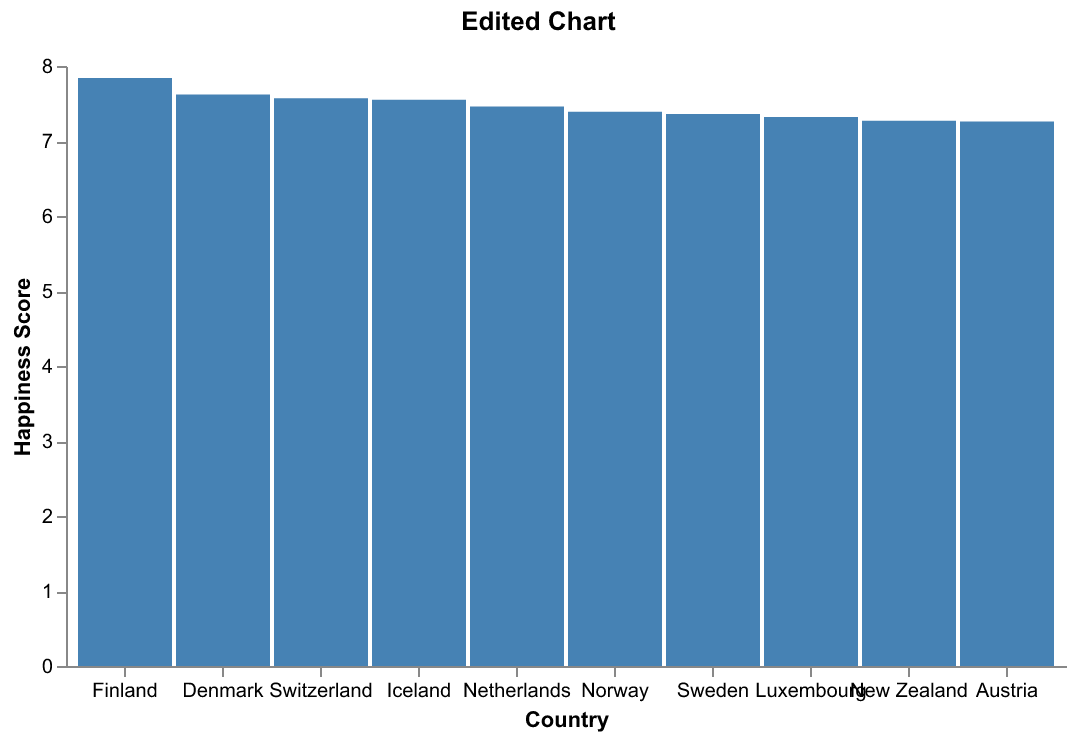 Edited Chart
8
7
6
5
4
3
2
1
0
Happiness Score
Finland Denmark Switzerland Iceland Netherlands Norway Sweden Luxembourg New Zealand Austria
Country